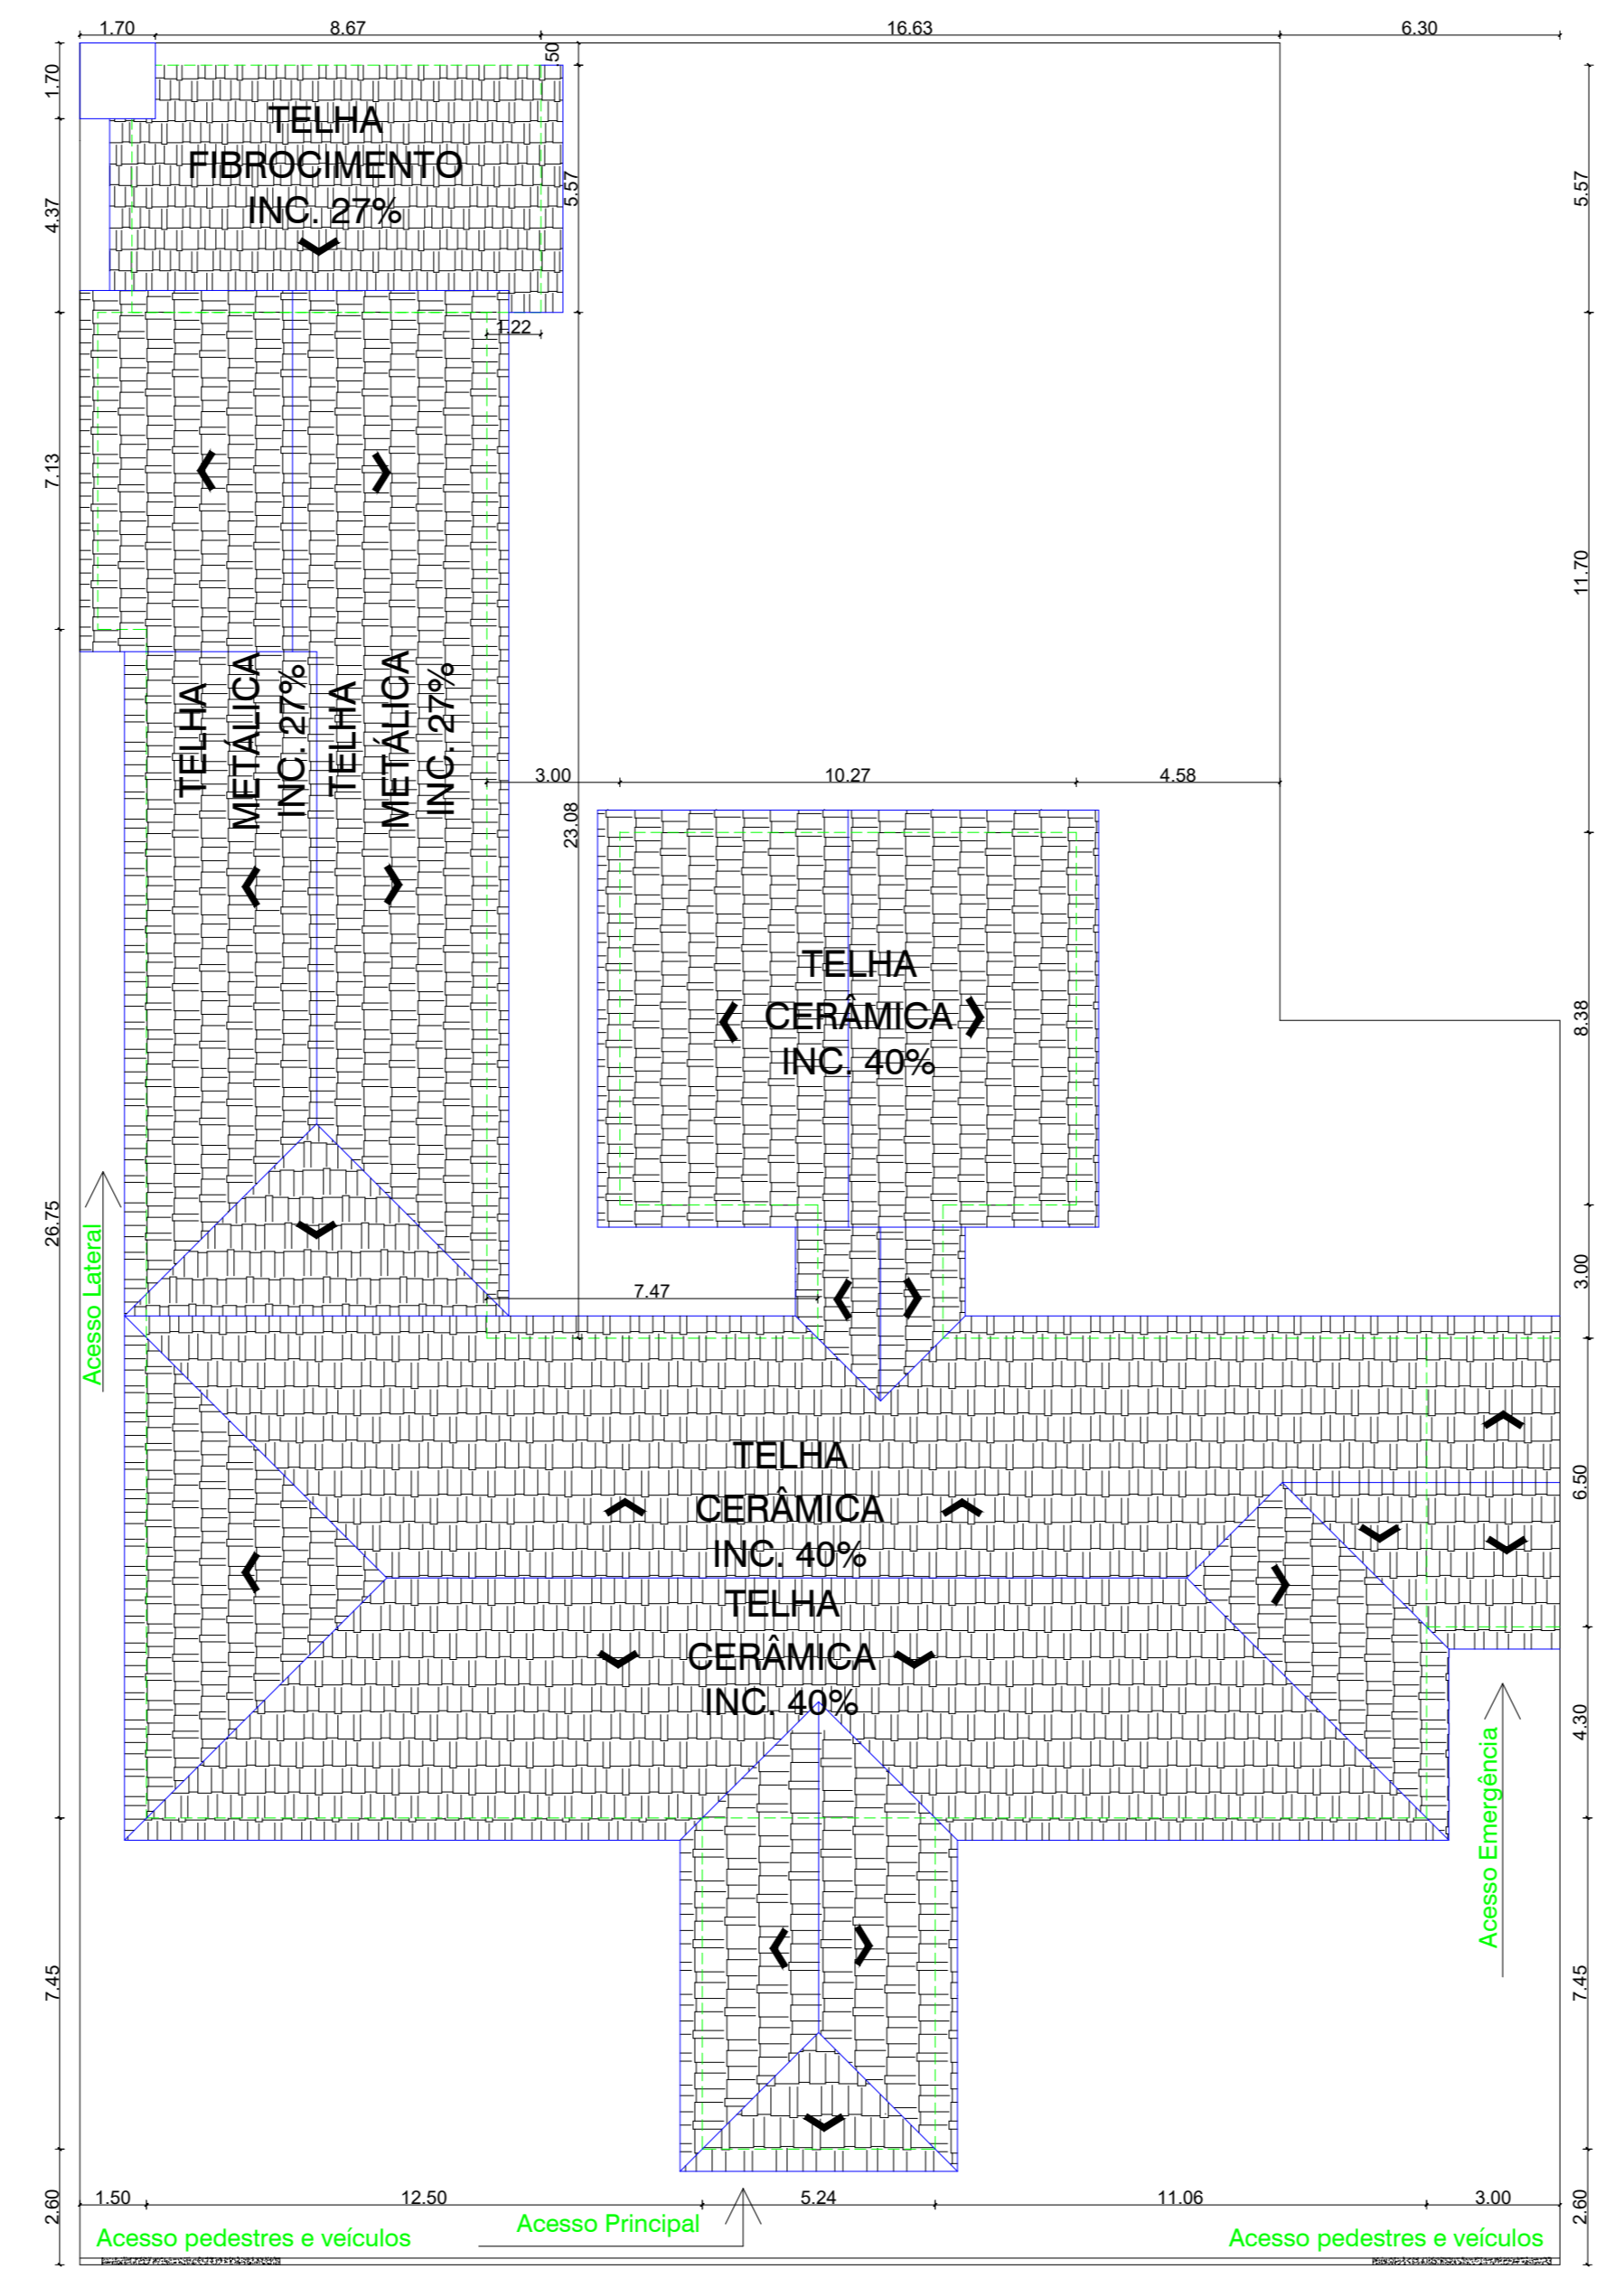 1.70
8.67
16.63
6.30
.50
1.70
TELHA
FIBROCIMENTO
INC. 27%
4.37
5.57
5.57
1.22
7.13
11.70
TELHA
METÁLICA
INC. 27%
TELHA
METÁLICA
INC. 27%
3.00
10.27
4.58
23.08
TELHA
CERÂMICA
INC. 40%
8.38
26.75
Acesso Lateral
7.47
3.00
TELHA
CERÂMICA
INC. 40%
6.50
TELHA
CERÂMICA
INC. 40%
4.30
Acesso Emergência
7.45
7.45
2.60
1.50
12.50
5.24
11.06
3.00
2.60
Acesso Principal
Acesso pedestres e veículos
Acesso pedestres e veículos